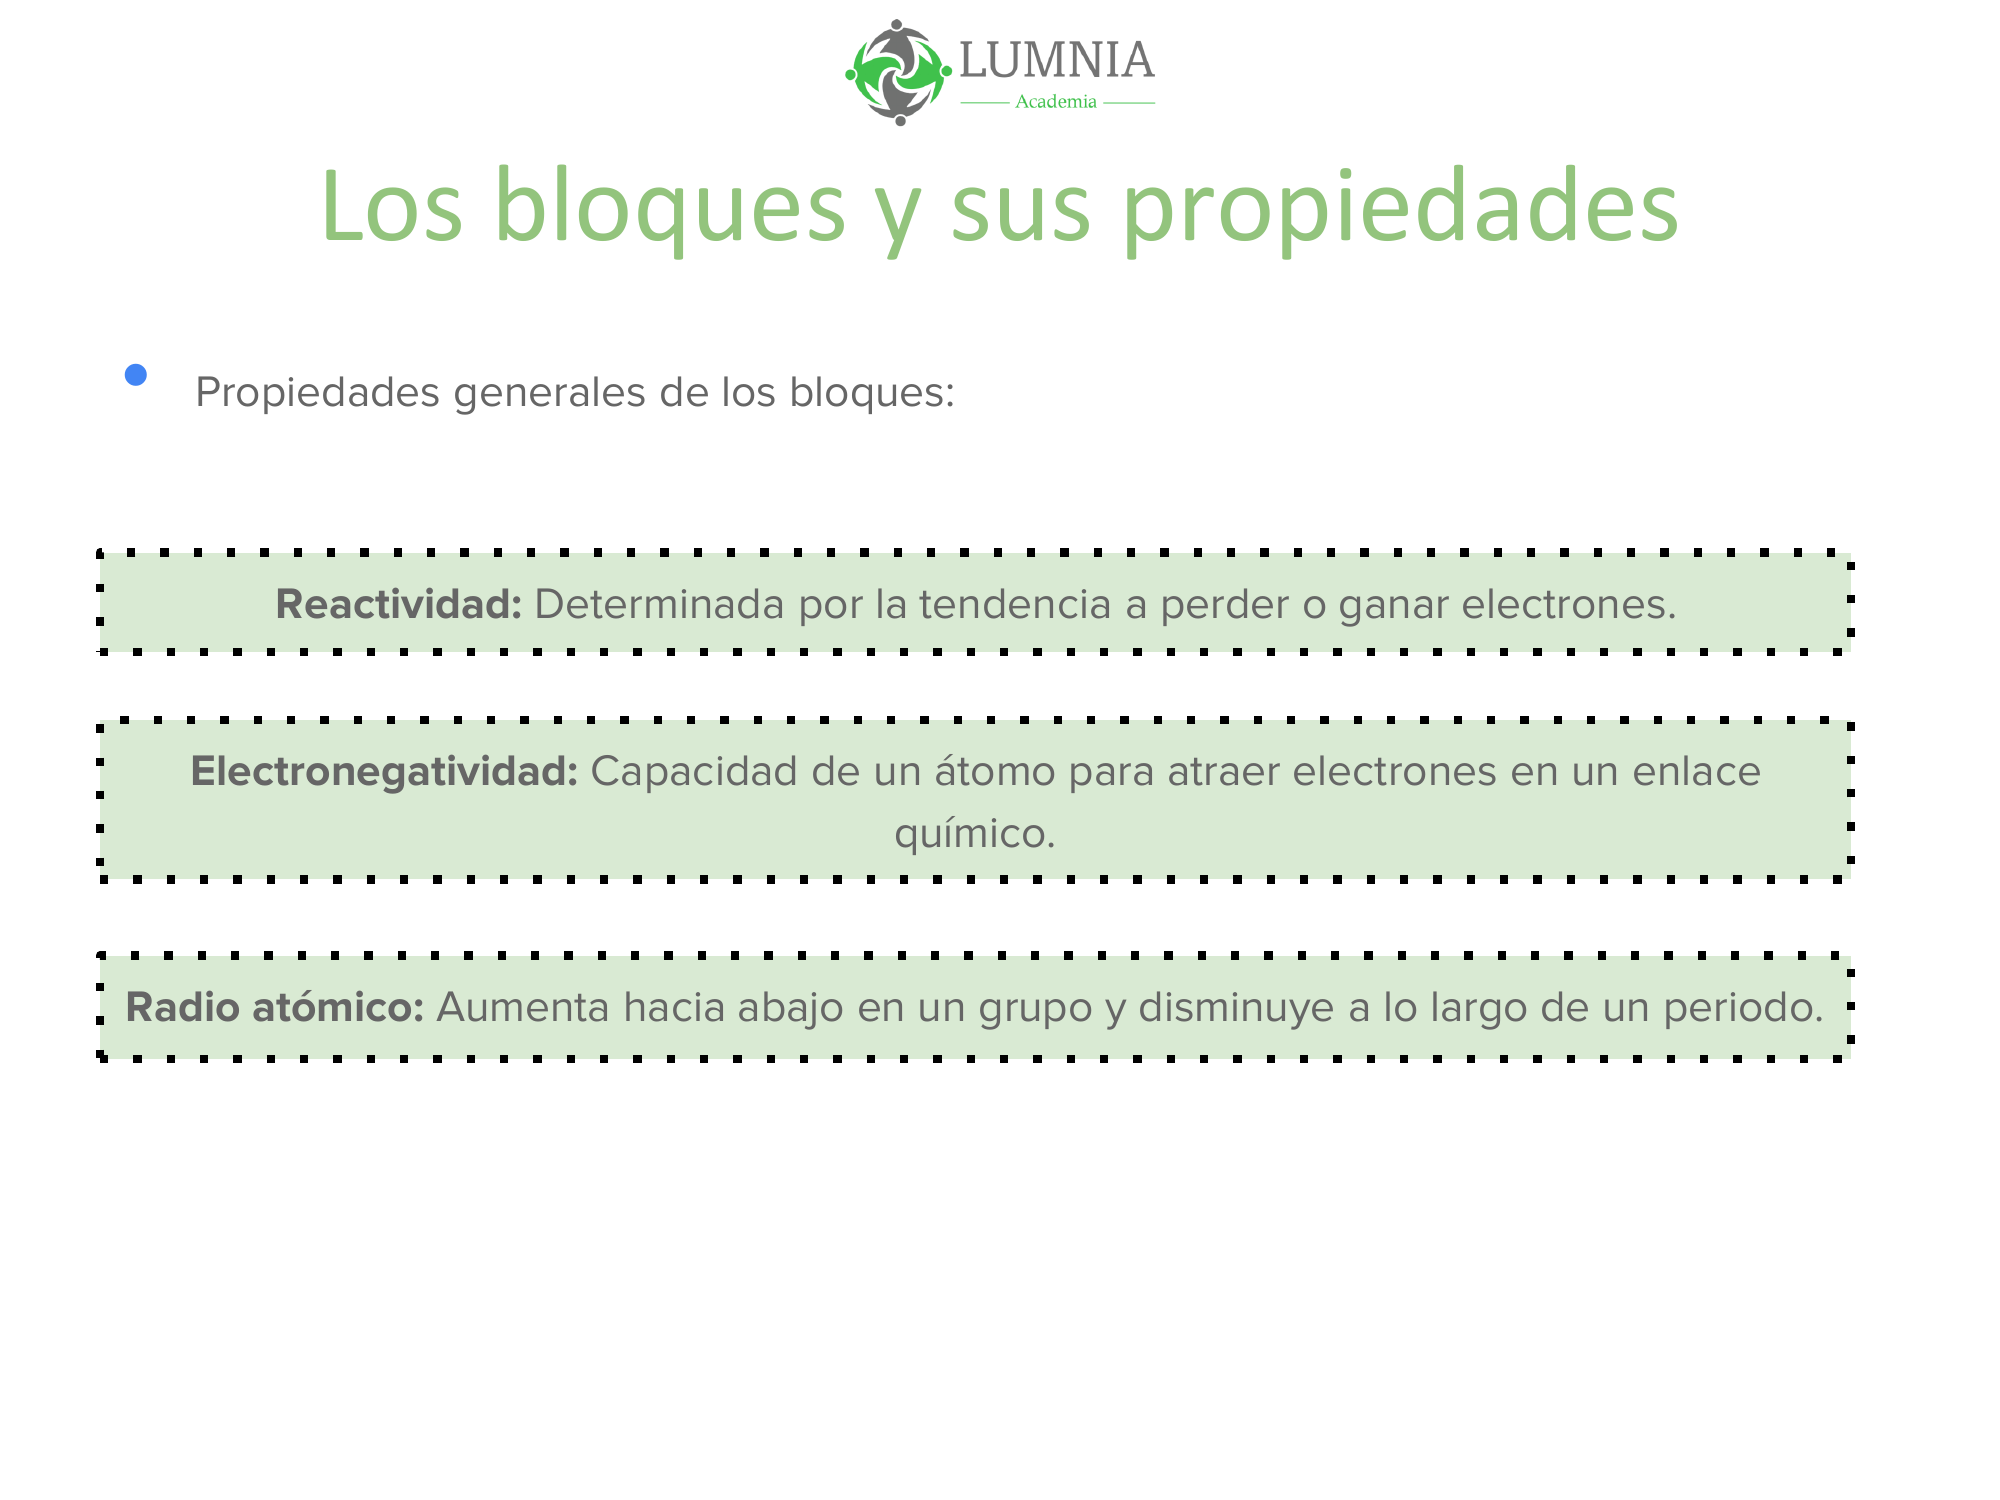 LUMNIA
Academia
Los bloques y sus propiedades
• Propiedades generales de los bloques:
Reactividad: Determinada por la tendencia a perder o ganar electrones.
Electronegatividad: Capacidad de un átomo para atraer electrones en un enlace
químico.
Radio atómico: Aumenta hacia abajo en un grupo y disminuye a lo largo de un periodo.